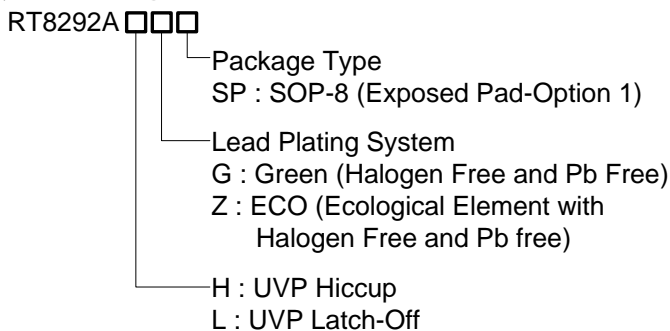 RT8292A
Package Type
SP : SOP-8 (Exposed Pad-Option 1)
Lead Plating System
G : Green (Halogen Free and Pb Free)
Z : ECO (Ecological Element with
Halogen Free and Pb free)
H : UVP Hiccup
L : UVP Latch-Off